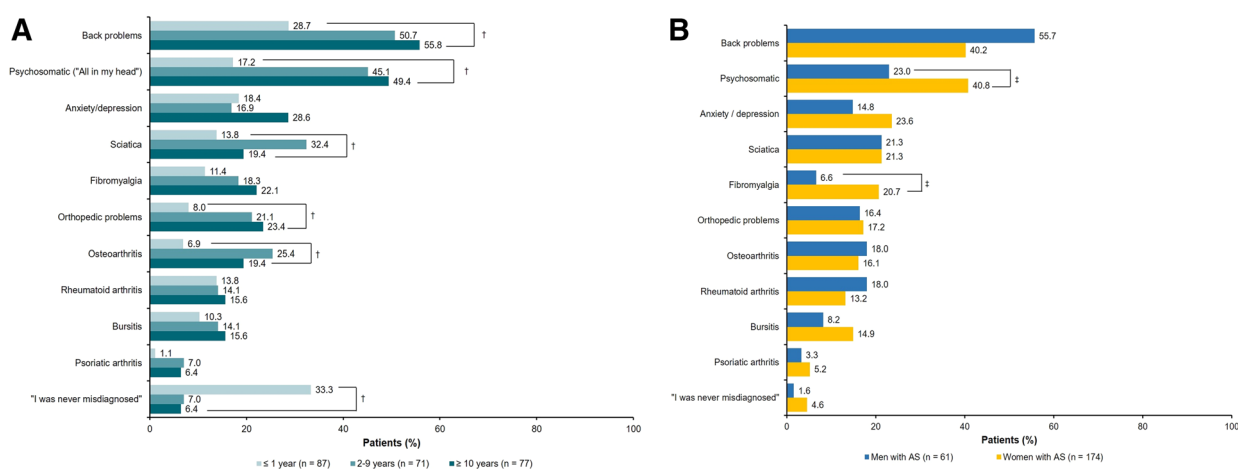 A
Back problems
28.7
50.7
55.8
†
Psychosomatic ("All in my head")
17.2
45.1
49.4
†
Anxiety/depression
18.4
16.9
28.6
Sciatica
13.8
32.4
19.4
†
Fibromyalgia
11.4
18.3
22.1
Orthopedic problems
8.0
21.1
23.4
†
Osteoarthritis
6.9
25.4
19.4
†
Rheumatoid arthritis
13.8
14.1
15.6
Bursitis
10.3
14.1
15.6
Psoriatic arthritis
1.1
7.0
6.4
"I was never misdiagnosed"
33.3
7.0
6.4
†
0 20 40 60 80 100
Patients (%)
≤ 1 year (n = 87) 2-9 years (n = 71) ≥ 10 years (n = 77)
B
Back problems
55.7
40.2
Psychosomatic
23.0
40.8
‡
Anxiety / depression
14.8
23.6
Sciatica
21.3
21.3
Fibromyalgia
6.6
20.7
‡
Orthopedic problems
16.4
17.2
Osteoarthritis
18.0
16.1
Rheumatoid arthritis
18.0
13.2
Bursitis
8.2
14.9
Psoriatic arthritis
3.3
5.2
"I was never misdiagnosed"
1.6
4.6
0 20 40 60 80 100
Patients (%)
Men with AS (n = 61) Women with AS (n = 174)